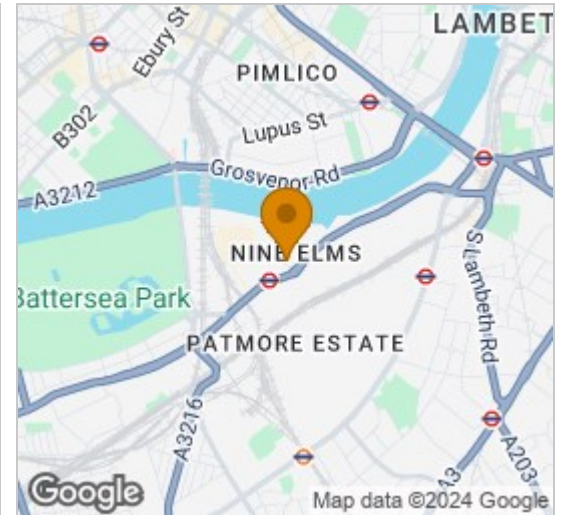 LAMBET
Ebury St
PIMLICO
B302
Lupus St
Grosvenor Rd
A3212
NINE ELMS
S Lambeth Rd
Battersea Park
PATMORE ESTATE
A3216
A3
A203
Google
Map data ©2024 Google